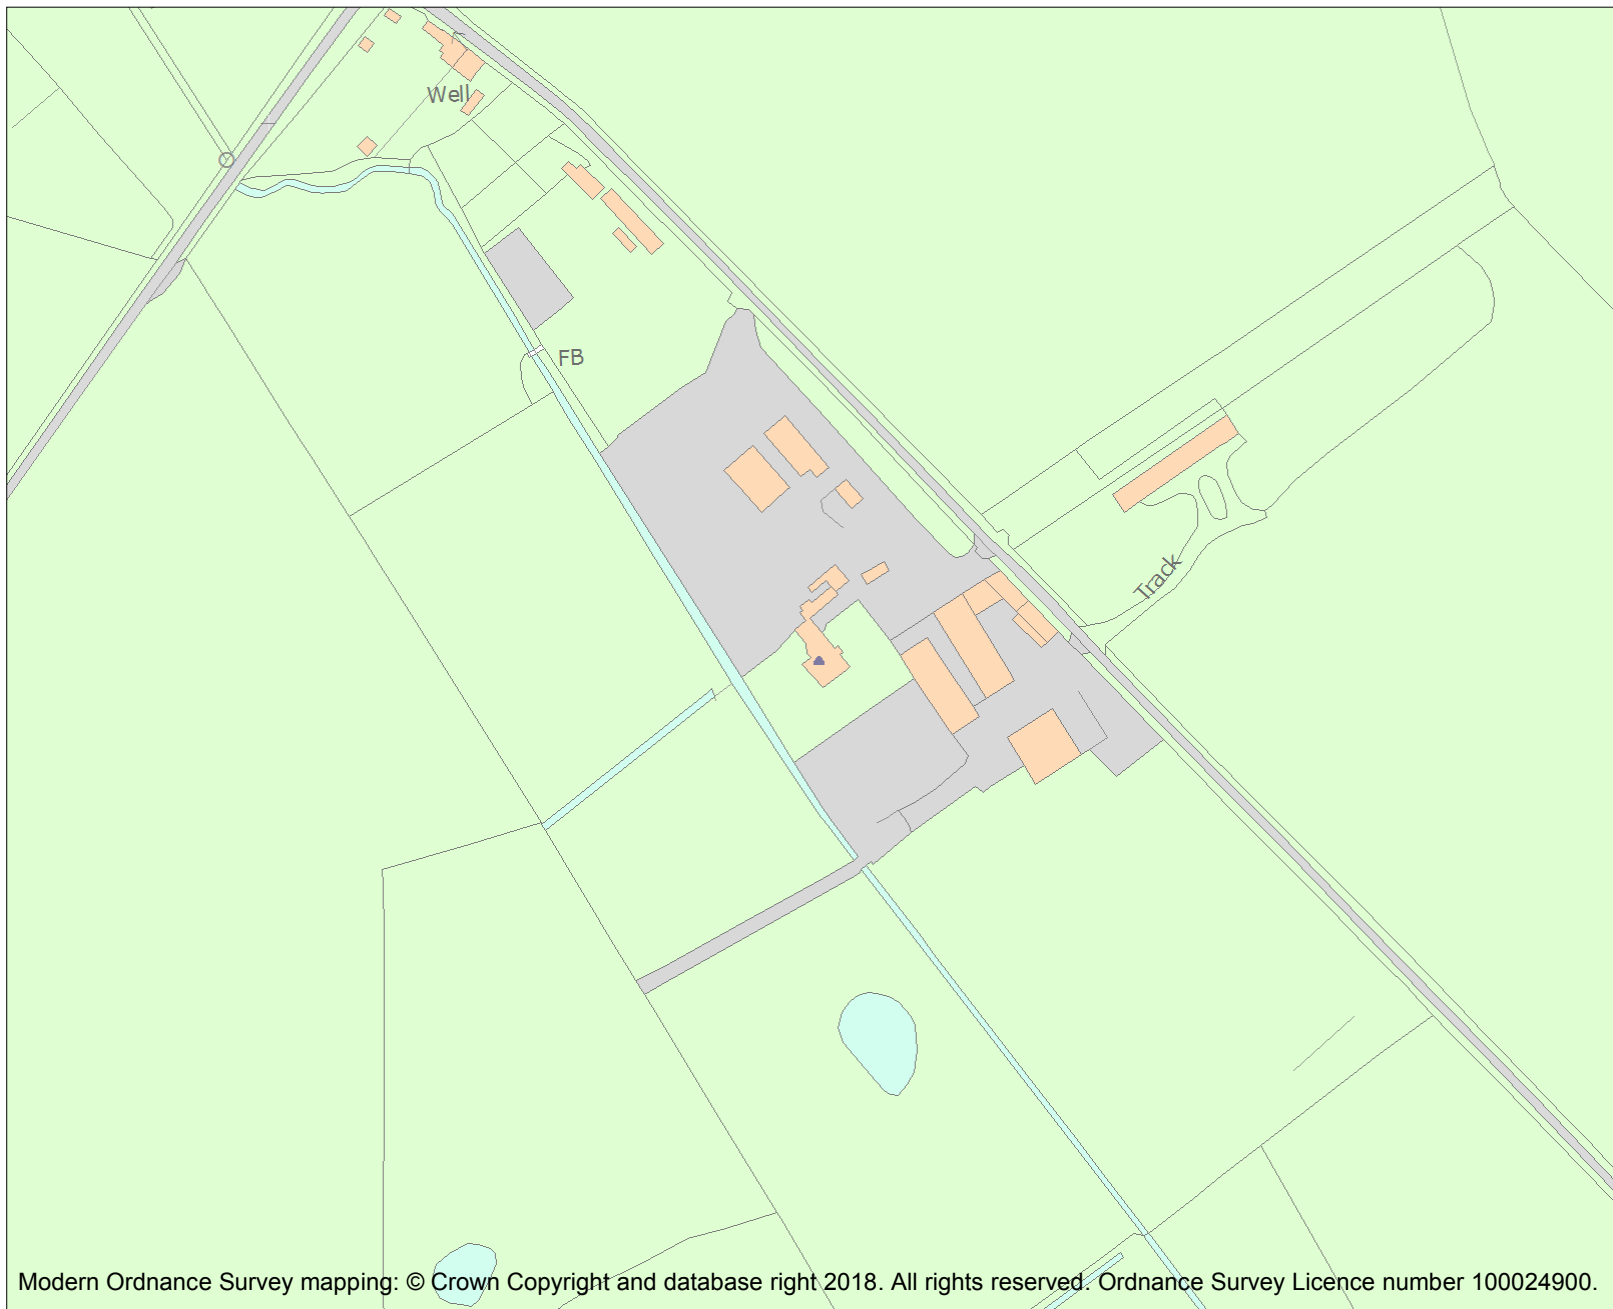 Well
FB
Track
Modern Ordnance Survey mapping: © Crown Copyright and database right 2018. All rights reserved. Ordnance Survey Licence number 100024900.